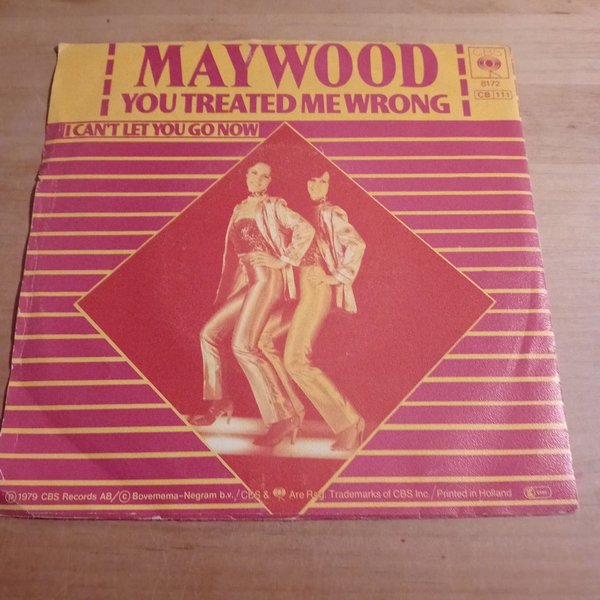 MAYWOOD
YOU TREATED ME WRONG
I CAN'T LET YOU GO NOW
CBS
8172
CB 111
Ⓟ 1979 CBS Records AB/Ⓒ Bovemema-Negram b.v./CBS & Are Reg. Trademarks of CBS Inc./Printed in Holland